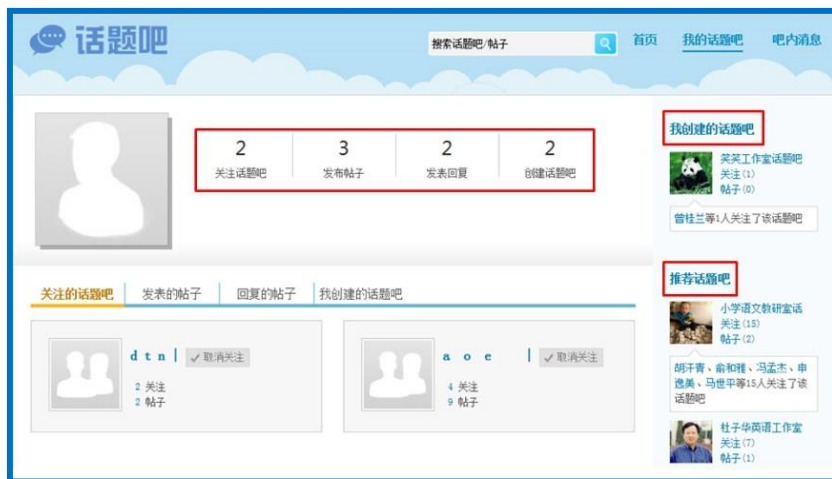 话题吧
搜索话题吧/帖子
首页 我的话题吧 吧内消息
2 3 2 2
关注话题吧 发布帖子 发表回复 创建话题吧
关注的话题吧 发表的帖子 回复的帖子 我创建的话题吧
d t n 取消关注
2 关注
2 帖子
a o e 取消关注
4 关注
9 帖子
我创建的话题吧
笑笑工作室话题吧
关注(1)
帖子(0)
曾桂兰等1人关注了该话题吧
推荐话题吧
小学语文教研室话
关注(15)
帖子(2)
胡汗青、俞和雅、冯孟杰、申
逸美、马世平等15人关注了该
话题吧
杜子华英语工作室
关注(7)
帖子(1)